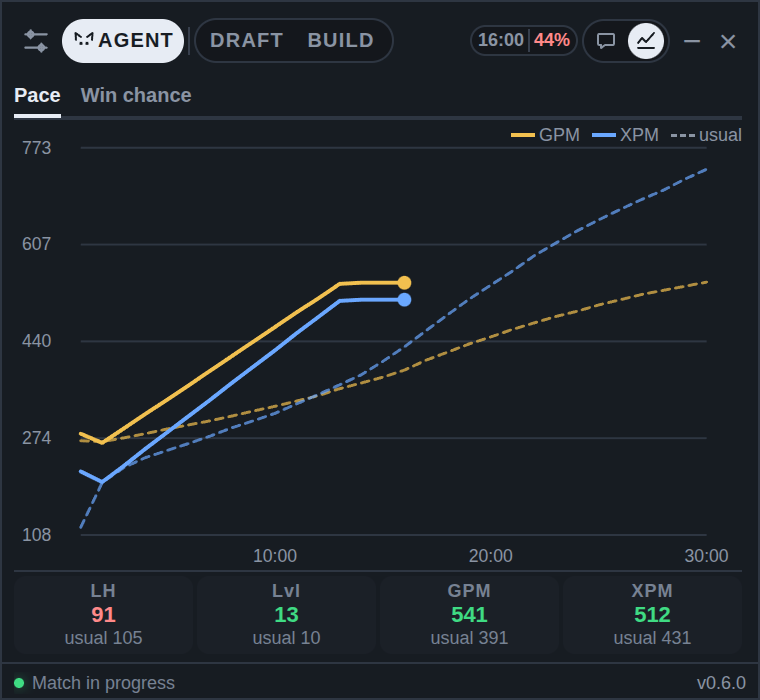 AGENT DRAFT BUILD 16:00 44%
Pace Win chance
GPM XPM usual
773
607
440
274
108
10:00 20:00 30:00
LH Lvl GPM XPM
91 13 541 512
usual 105 usual 10 usual 391 usual 431
Match in progress v0.6.0